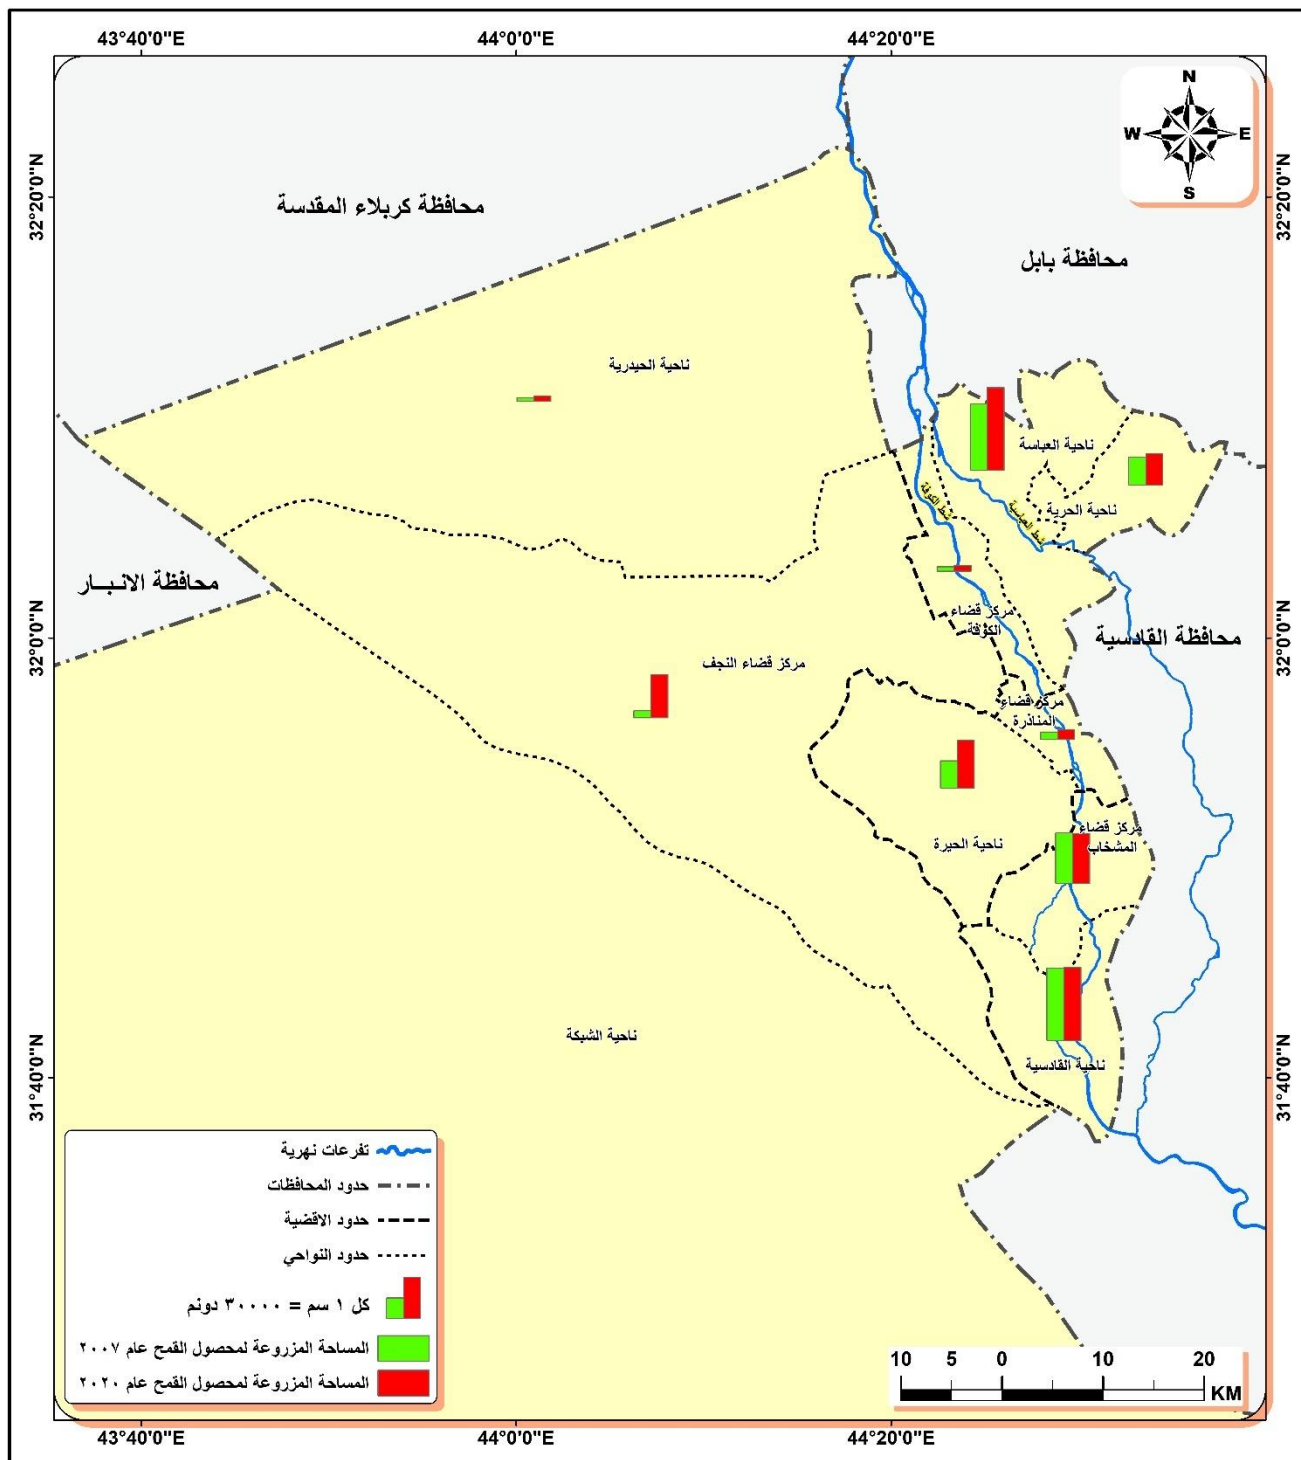 43°40'0"E
44°0'0"E
44°20'0"E
N
W
E
S
32°20'0"N
32°20'0"N
محافظة كربلاء المقدسة
محافظة بابل
ناحية الحيدرية
ناحية العباسة
ناحية الحرية
شط الكوفة
شط العباسية
محافظة الانبار
مركز قضاء
الكوفة
محافظة القادسية
32°0'0"N
32°0'0"N
مركز قضاء النجف
مركز قضاء
المناذرة
مركز قضاء
المشخاب
ناحية الحيرة
ناحية الشبكة
ناحية القادسية
31°40'0"N
31°40'0"N
تفرعات نهرية
حدود المحافظات
حدود الاقضية
حدود النواحي
كل ١ سم = ٣٠٠٠٠ دونم
المساحة المزروعة لمحصول القمح عام ٢٠٠٧
المساحة المزروعة لمحصول القمح عام ٢٠٢٠
10 5 0 10 20
KM
43°40'0"E
44°0'0"E
44°20'0"E